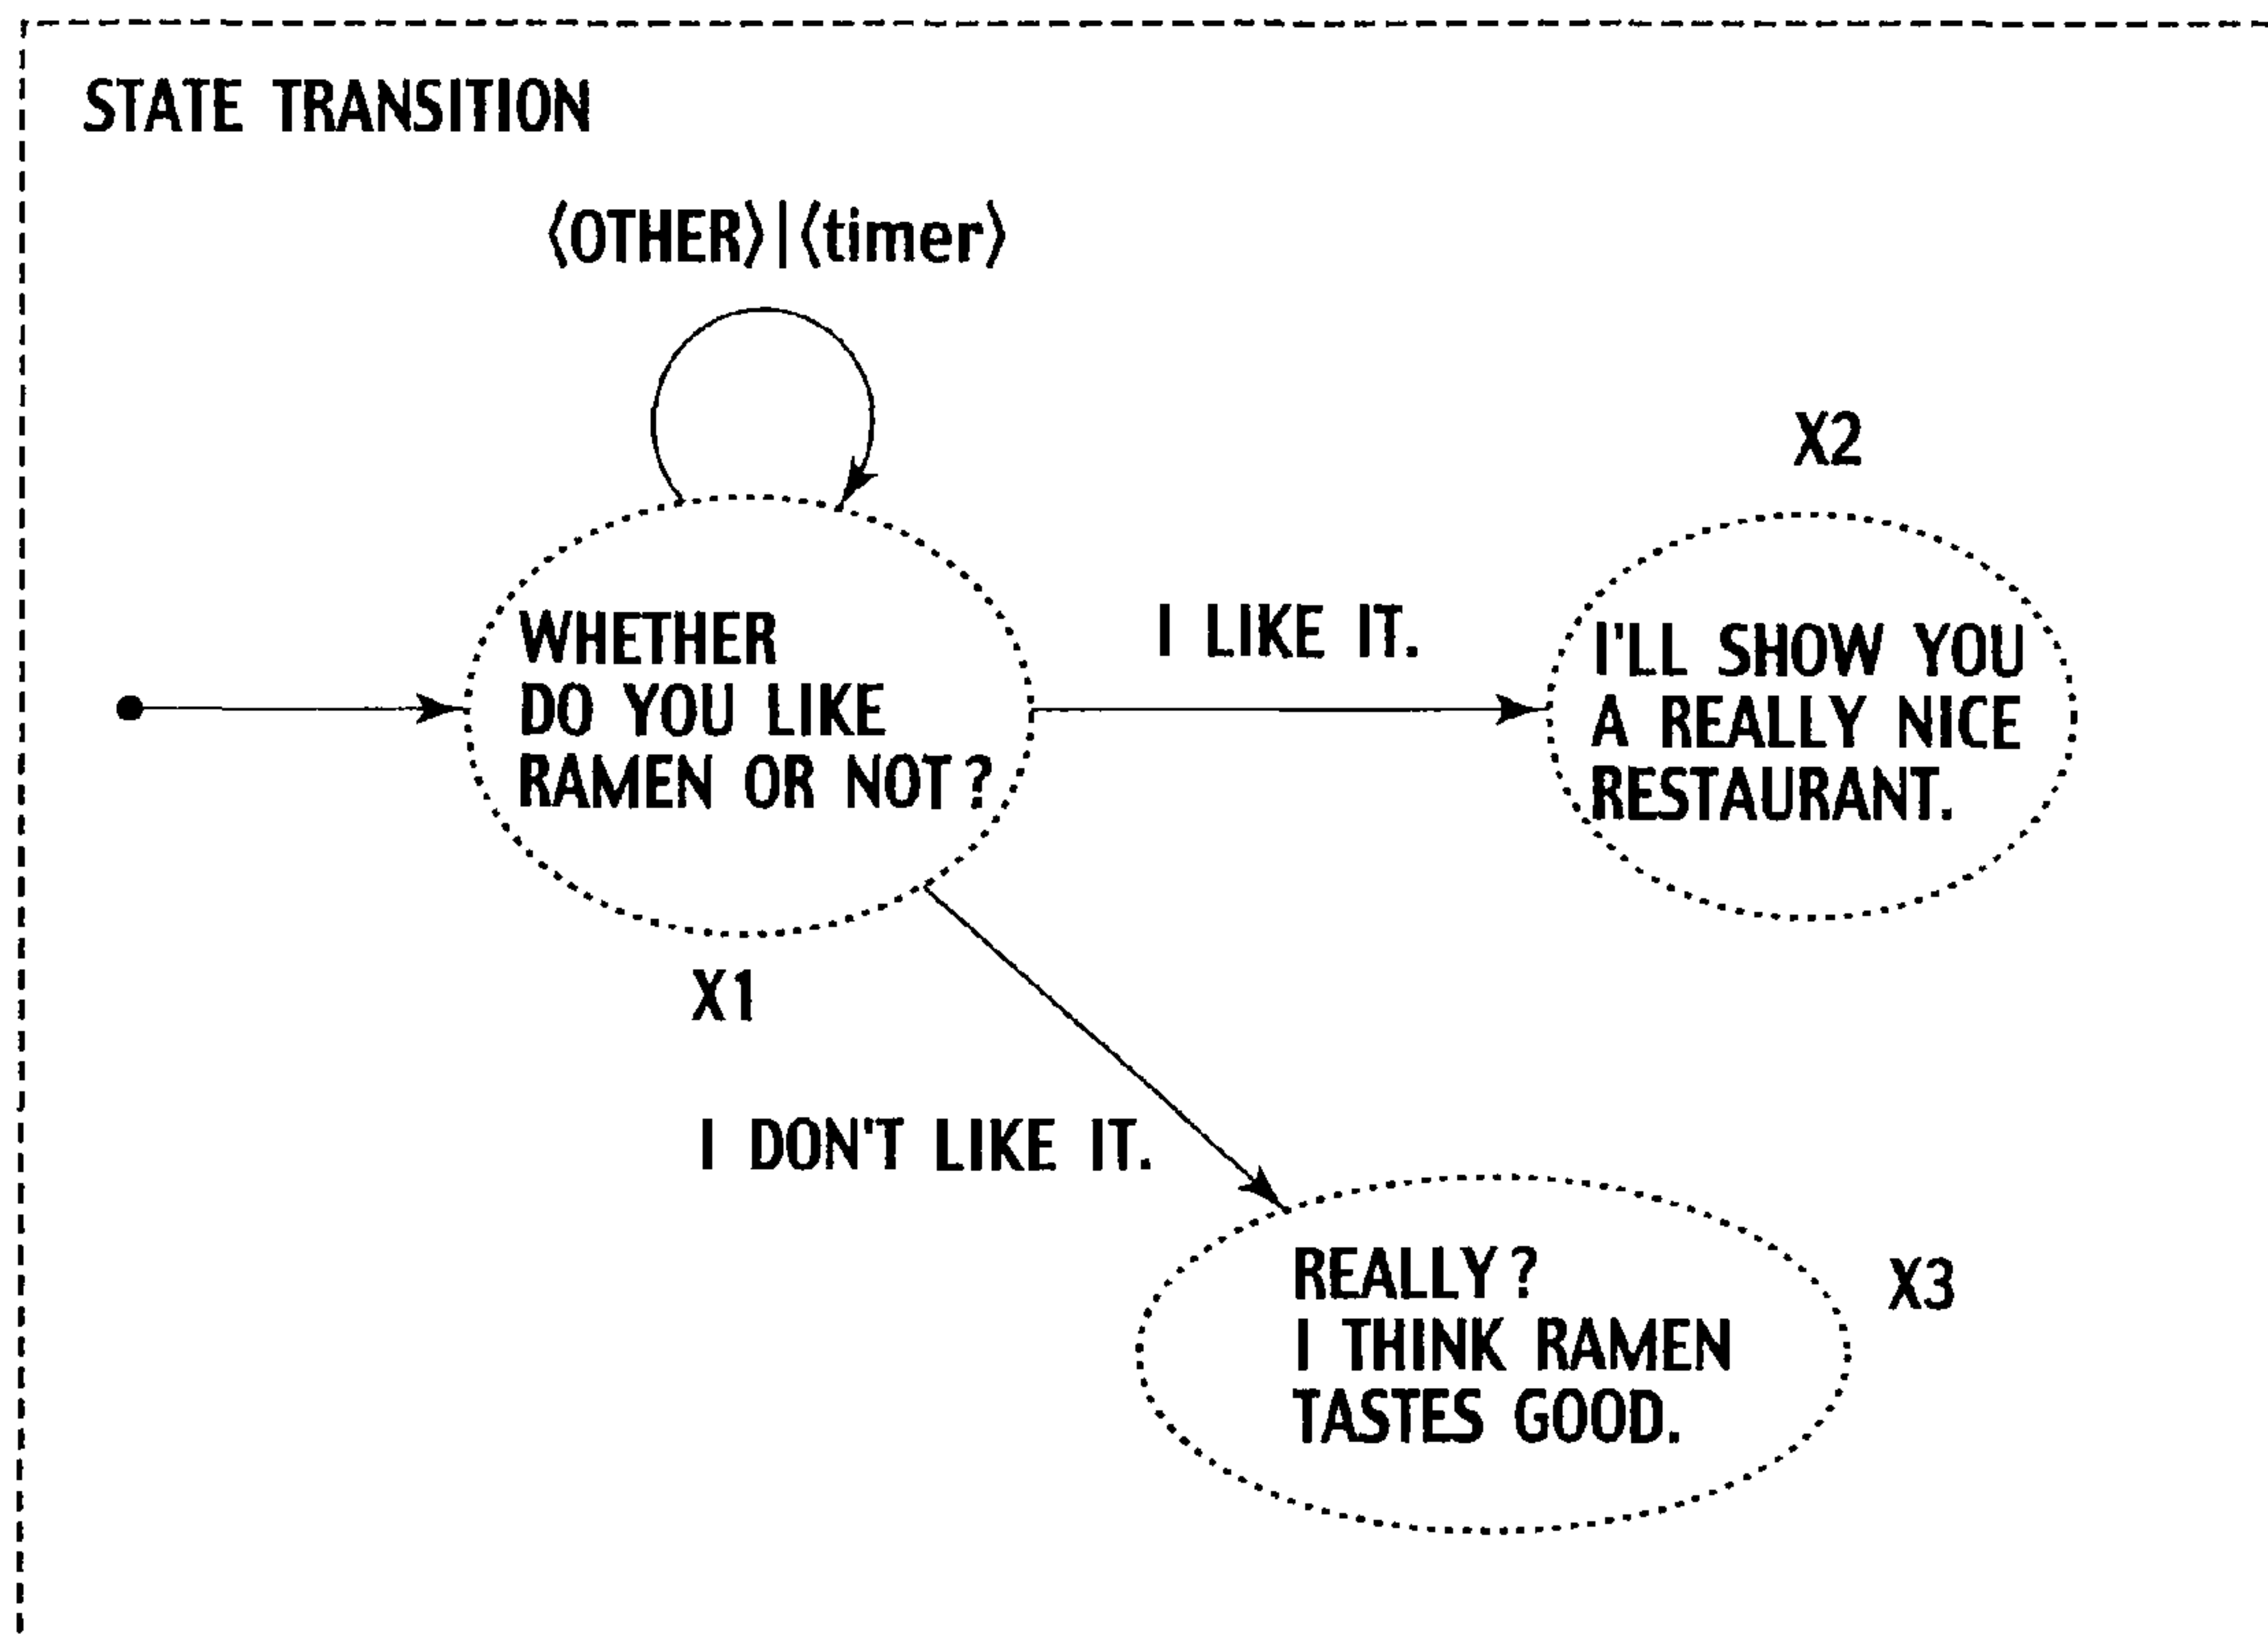 STATE TRANSITION
⟨OTHER⟩|⟨timer⟩
X2
WHETHER
DO YOU LIKE
RAMEN OR NOT?
I LIKE IT.
I'LL SHOW YOU
A REALLY NICE
RESTAURANT.
X1
I DON'T LIKE IT.
REALLY?
I THINK RAMEN
TASTES GOOD.
X3